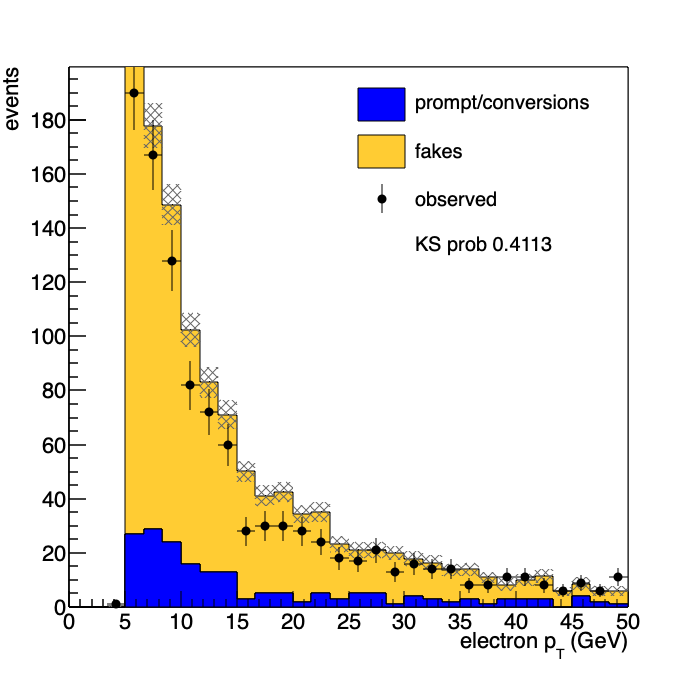 events
180
160
140
120
100
80
60
40
20
0
prompt/conversions
fakes
observed
KS prob 0.4113
0 5 10 15 20 25 30 35 40 45 50
electron p_T (GeV)